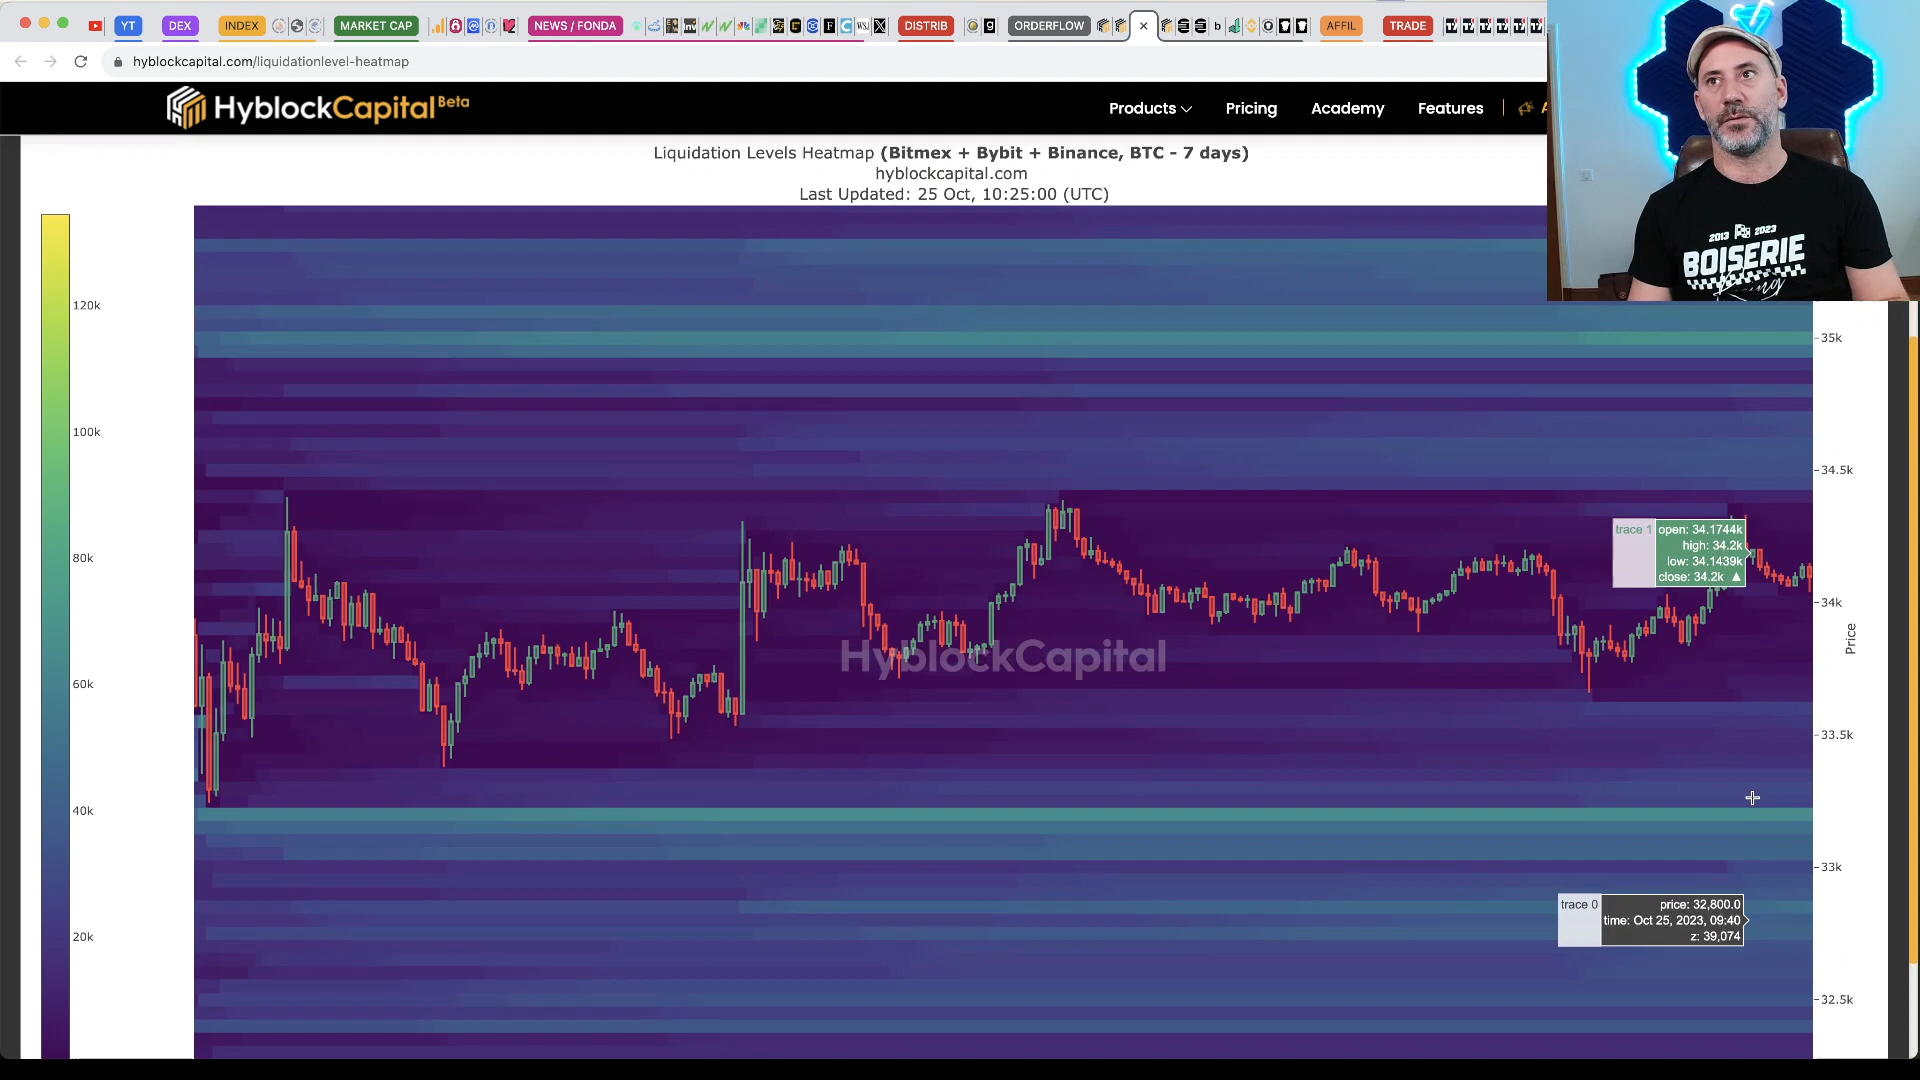 YT
DEX
INDEX
MARKET CAP
NEWS / FONDA
DISTRIB
ORDERFLOW
AFFIL
TRADE
hyblockcapital.com/liquidationlevel-heatmap
HyblockCapital Beta
Products
Pricing
Academy
Features
Liquidation Levels Heatmap (Bitmex + Bybit + Binance, BTC - 7 days)
hyblockcapital.com
Last Updated: 25 Oct, 10:25:00 (UTC)
2013 2023
BOISERIE
120k
100k
80k
60k
40k
20k
35k
34.5k
34k
33.5k
33k
32.5k
Price
trace 1
open: 34.1744k
high: 34.2k
low: 34.1439k
close: 34.2k ▲
HyblockCapital
trace 0
price: 32,800.0
time: Oct 25, 2023, 09:40
z: 39,074